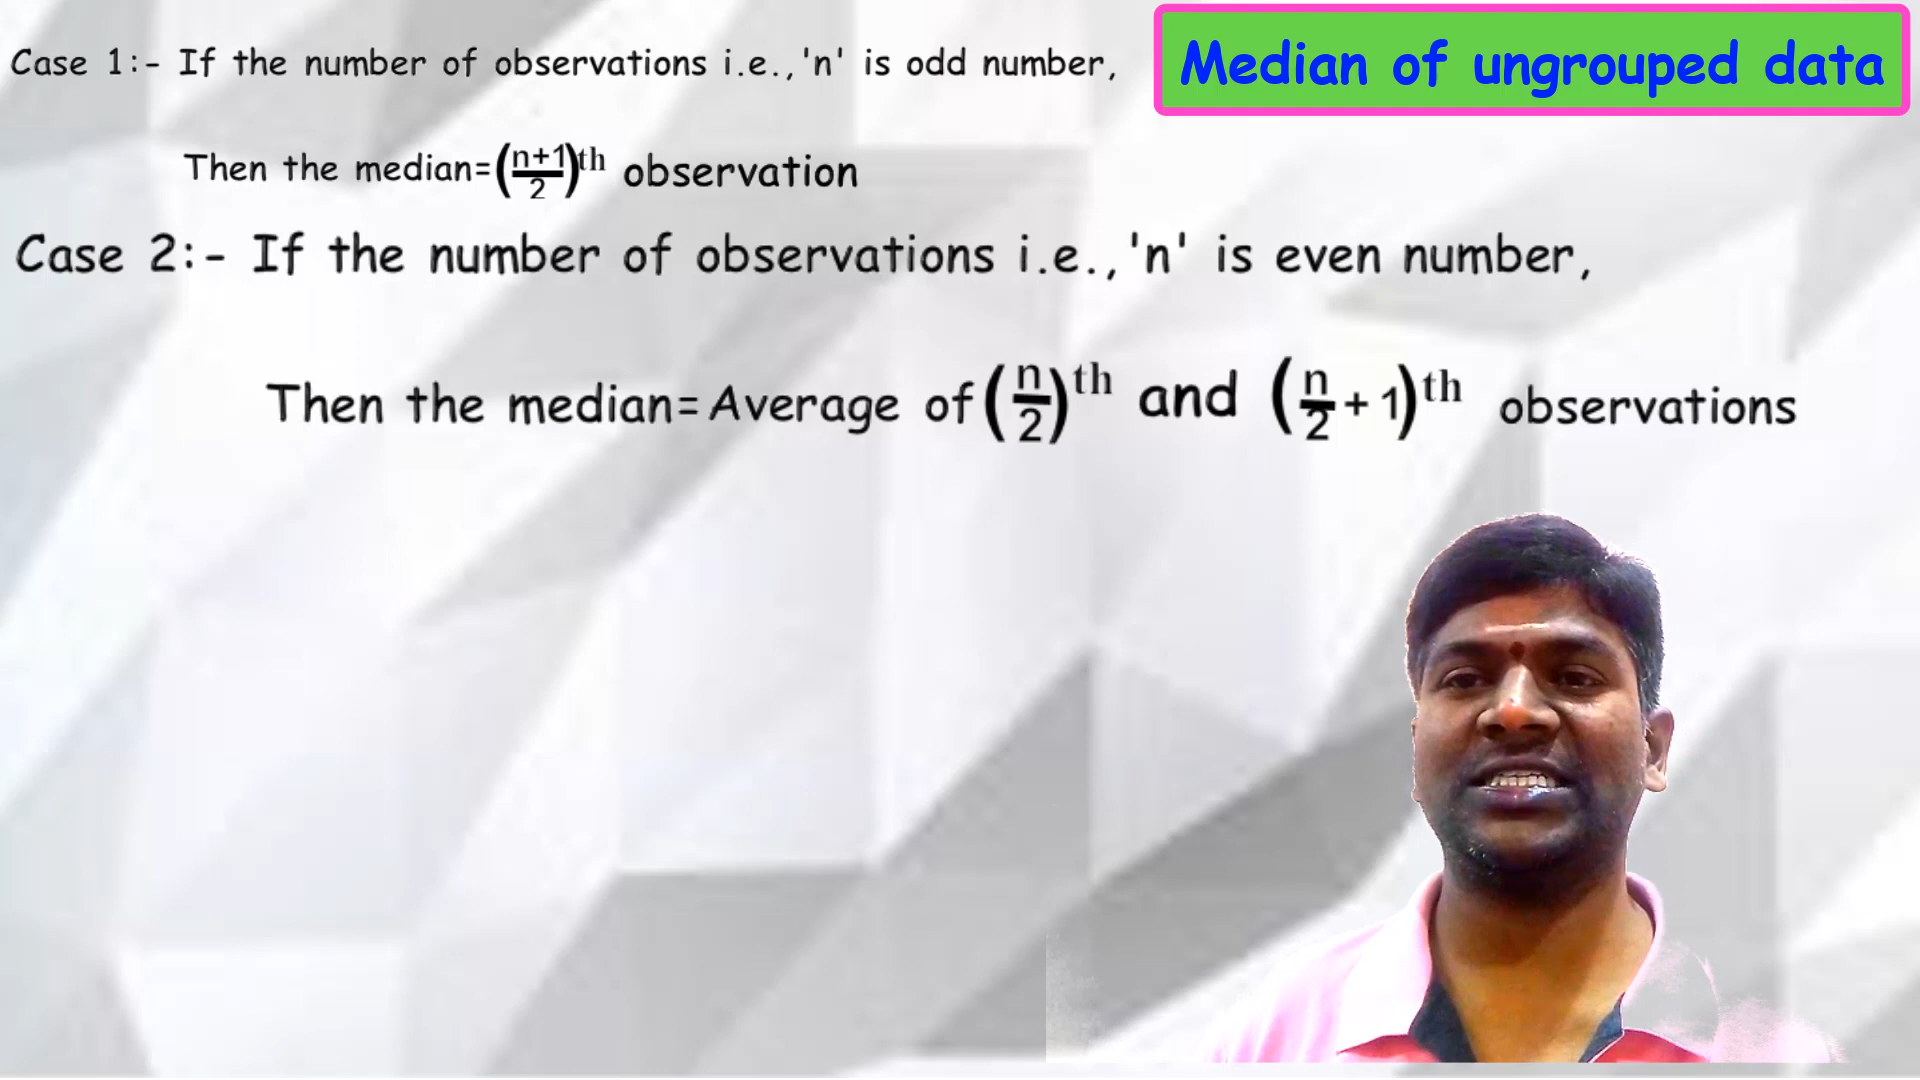 Median of ungrouped data
Case 1:- If the number of observations i.e.,'n' is odd number,
Then the median=(n+1/2)th observation
Case 2:- If the number of observations i.e.,'n' is even number,
Then the median=Average of (n/2)th and (n/2 + 1)th observations